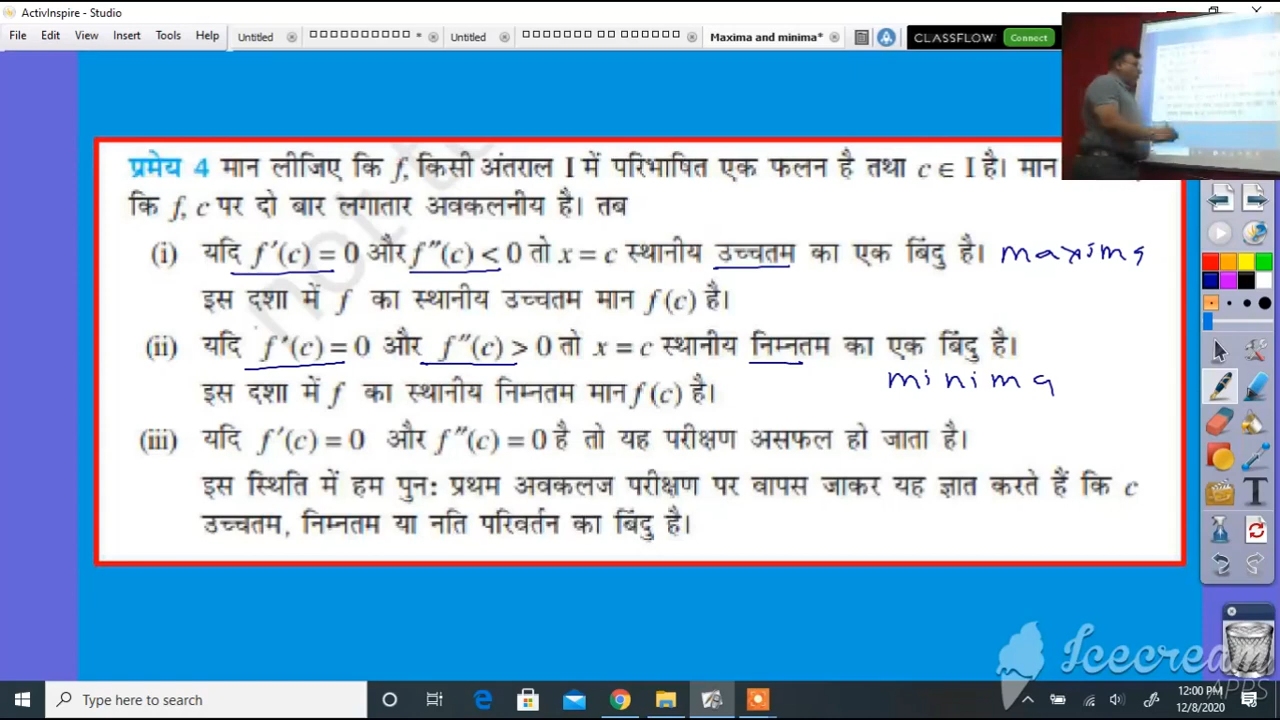 ActivInspire - Studio
File Edit View Insert Tools Help Untitled Untitled Maxima and minima* CLASSFLOW Connect
प्रमेय 4 मान लीजिए कि f, किसी अंतराल I में परिभाषित एक फलन है तथा c ∈ I है। मान
कि f, c पर दो बार लगातार अवकलनीय है। तब
(i) यदि f′(c) = 0 और f″(c) < 0 तो x = c स्थानीय उच्चतम का एक बिंदु है। maxima
इस दशा में f का स्थानीय उच्चतम मान f (c) है।
(ii) यदि f′(c) = 0 और f″(c) > 0 तो x = c स्थानीय निम्नतम का एक बिंदु है।
minima
इस दशा में f का स्थानीय निम्नतम मान f (c) है।
(iii) यदि f′(c) = 0 और f″(c) = 0 है तो यह परीक्षण असफल हो जाता है।
इस स्थिति में हम पुन: प्रथम अवकलज परीक्षण पर वापस जाकर यह ज्ञात करते हैं कि c
उच्चतम, निम्नतम या नति परिवर्तन का बिंदु है।
Icecream
APPS
Type here to search
12:00 PM
12/8/2020